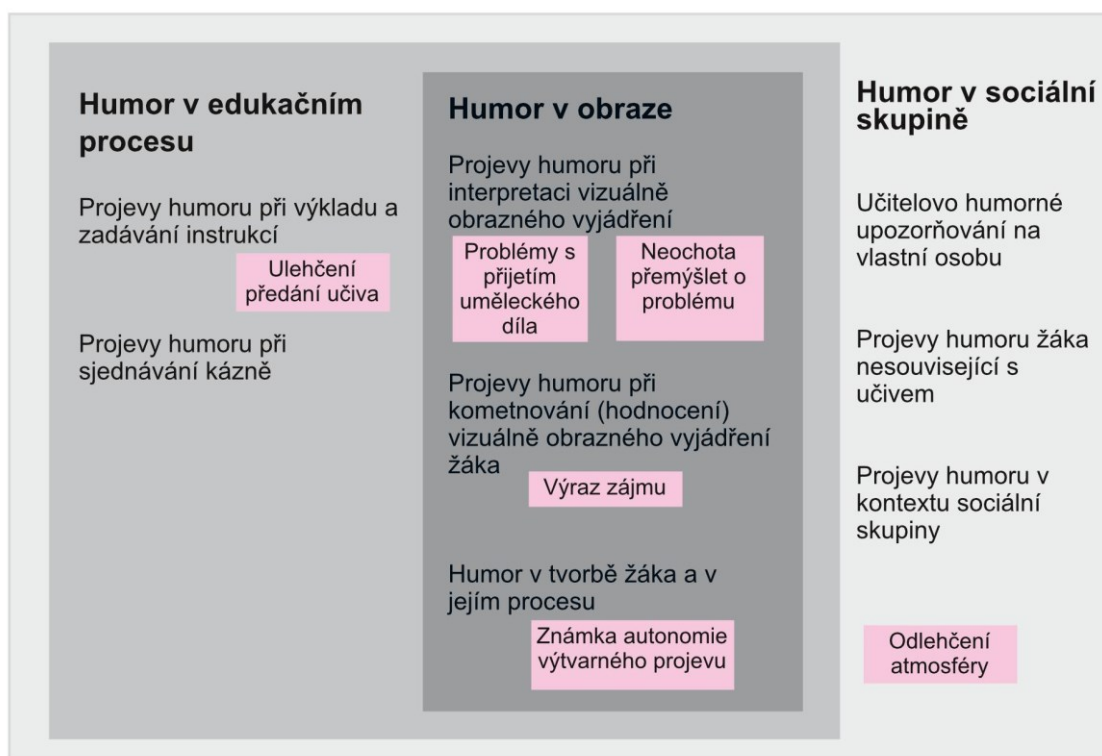 Humor v edukačním
procesu
Projevy humoru při výkladu a
zadávání instrukcí
Ulehčení
předání učiva
Projevy humoru při
sjednávání kázně
Humor v obraze
Projevy humoru při
interpretaci vizuálně
obrazného vyjádření
Problémy s
přijetím
uměleckého
díla
Neochota
přemýšlet o
problému
Projevy humoru při
kometnování (hodnocení)
vizuálně obrazného vyjádření
žáka
Výraz zájmu
Humor v tvorbě žáka a v
jejím procesu
Známka autonomie
výtvarného projevu
Humor v sociální
skupině
Učitelovo humorné
upozorňování na
vlastní osobu
Projevy humoru žáka
nesouvisející s
učivem
Projevy humoru v
kontextu sociální
skupiny
Odlehčení
atmosféry